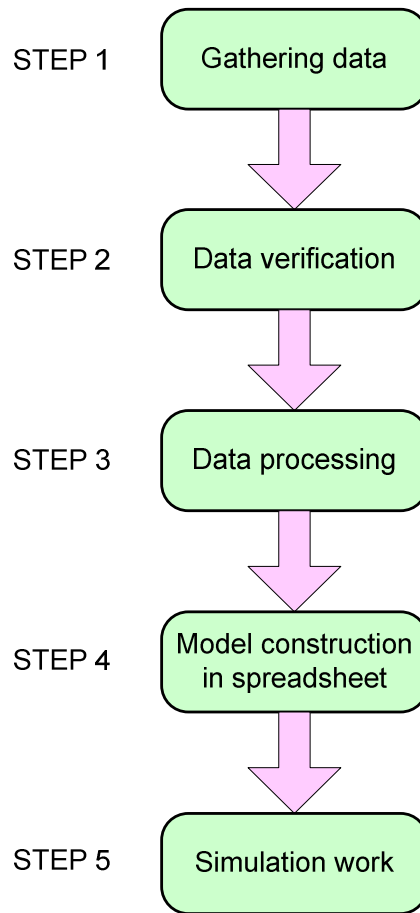 STEP 1
Gathering data
STEP 2
Data verification
STEP 3
Data processing
STEP 4
Model construction
in spreadsheet
STEP 5
Simulation work